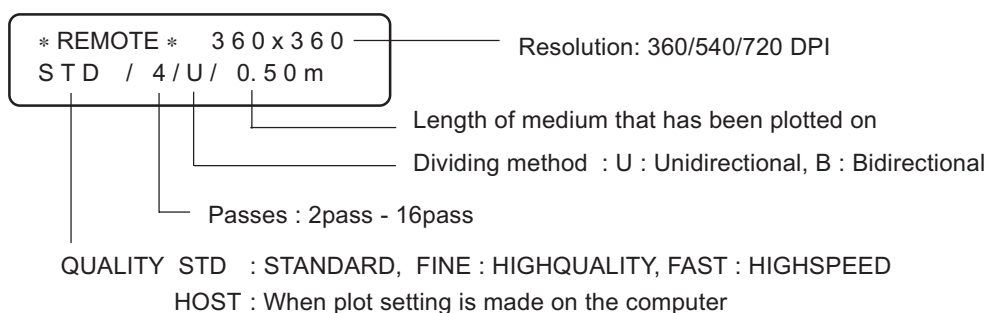 * REMOTE * 360x360
Resolution: 360/540/720 DPI
STD / 4/U/ 0.50m
Length of medium that has been plotted on
Dividing method : U : Unidirectional, B : Bidirectional
Passes : 2pass - 16pass
QUALITY STD : STANDARD, FINE : HIGHQUALITY, FAST : HIGHSPEED
HOST : When plot setting is made on the computer